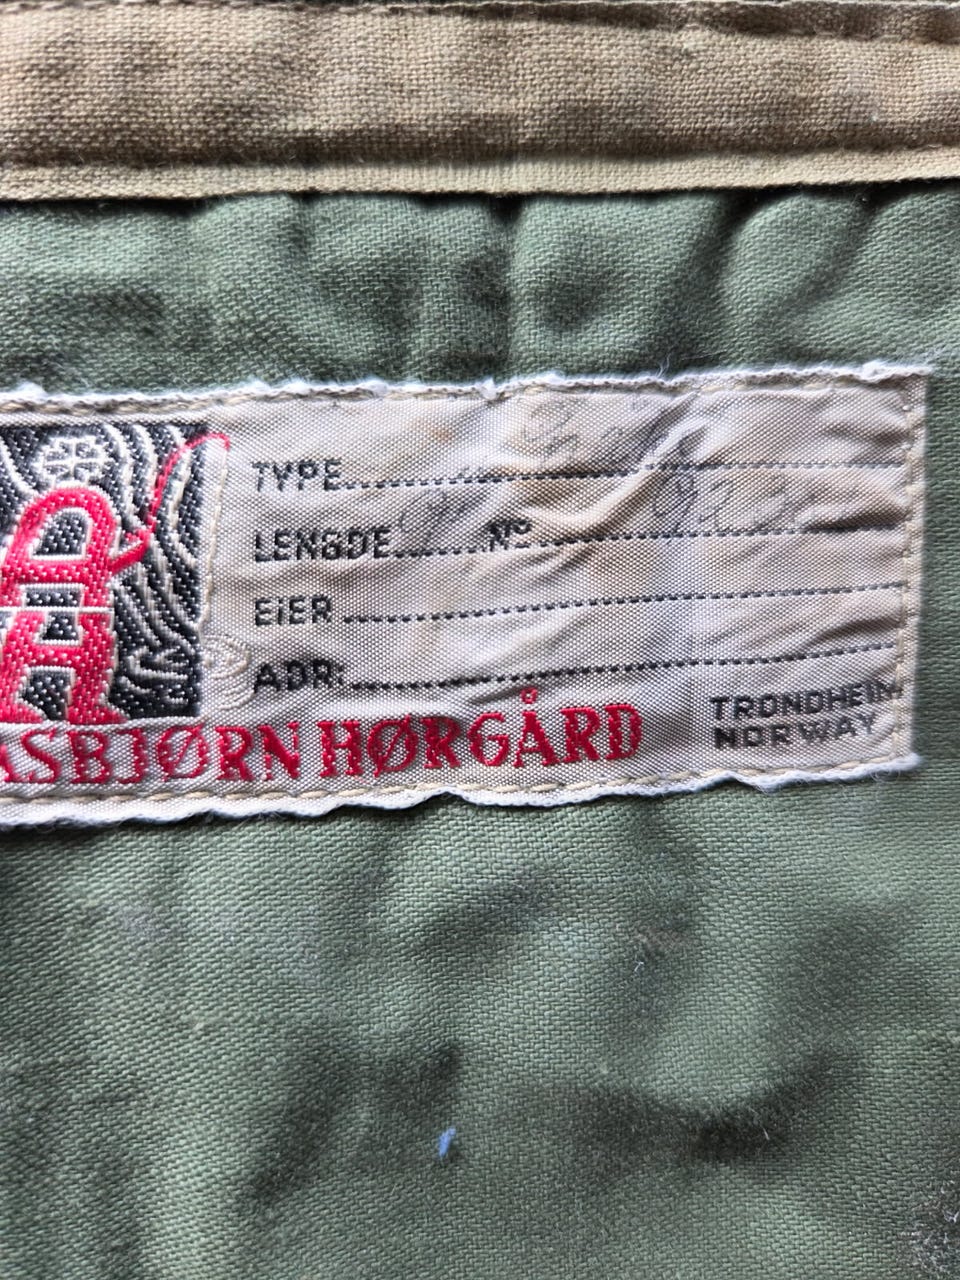 TYPE
LENGDE Nº
EIER
ADR:
ASBJØRN HØRGÅRD
TRONDHEIM
NORWAY